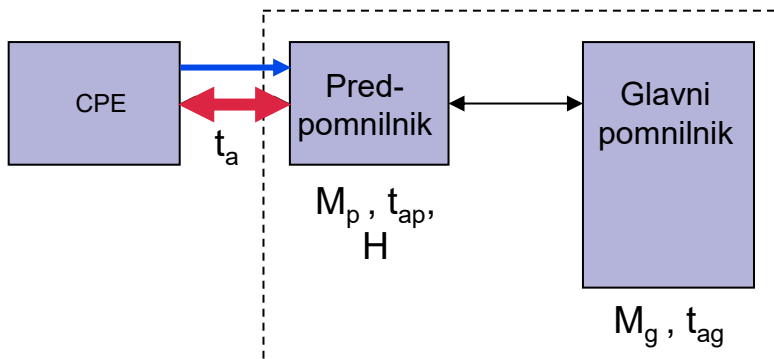 CPE
t_a
Pred-
pomnilnik
M_p , t_ap,
H
Glavni
pomnilnik
M_g , t_ag